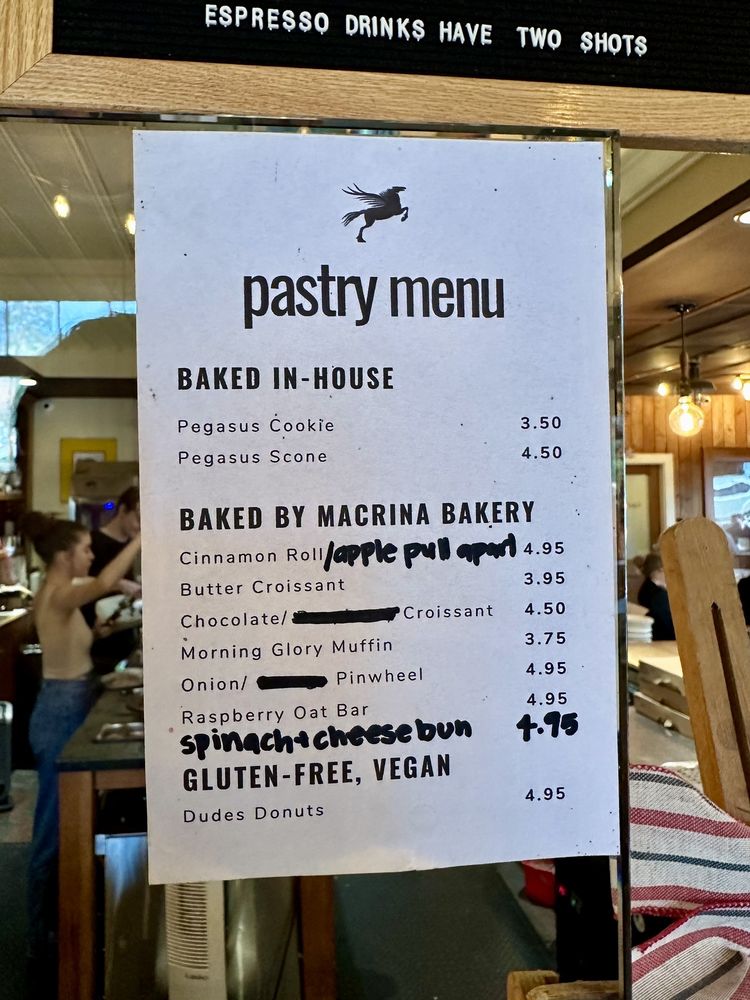 ESPRESSO DRINKS HAVE TWO SHOTS
pastry menu
BAKED IN-HOUSE
Pegasus Cookie 3.50
Pegasus Scone 4.50
BAKED BY MACRINA BAKERY
Cinnamon Roll/apple pull apart 4.95
Butter Croissant 3.95
Chocolate/ Croissant 4.50
Morning Glory Muffin 3.75
Onion/ Pinwheel 4.95
Raspberry Oat Bar 4.95
spinach+cheese bun 4.95
GLUTEN-FREE, VEGAN
Dudes Donuts 4.95